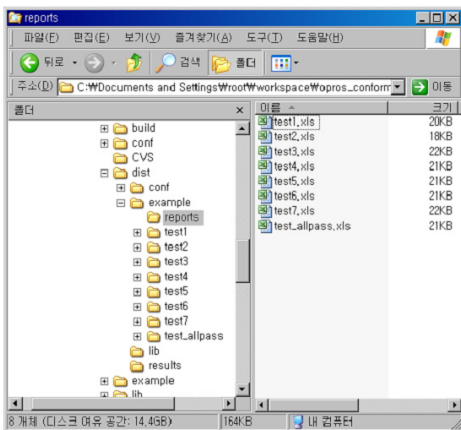 reports
파일(F) 편집(E) 보기(V) 즐겨찾기(A) 도구(T) 도움말(H)
뒤로 검색 폴더
주소(D) C:₩Documents and Settings₩root₩workspace₩opros_conform 이동
폴더
build
conf
CVS
dist
conf
example
reports
test1
test2
test3
test4
test5
test6
test7
test_allpass
lib
results
example
lib
이름 크기
test1.xls 20KB
test2.xls 18KB
test3.xls 22KB
test4.xls 21KB
test5.xls 21KB
test6.xls 21KB
test7.xls 22KB
test_allpass.xls 21KB
8 개체 (디스크 여유 공간: 14.4GB) 164KB 내 컴퓨터